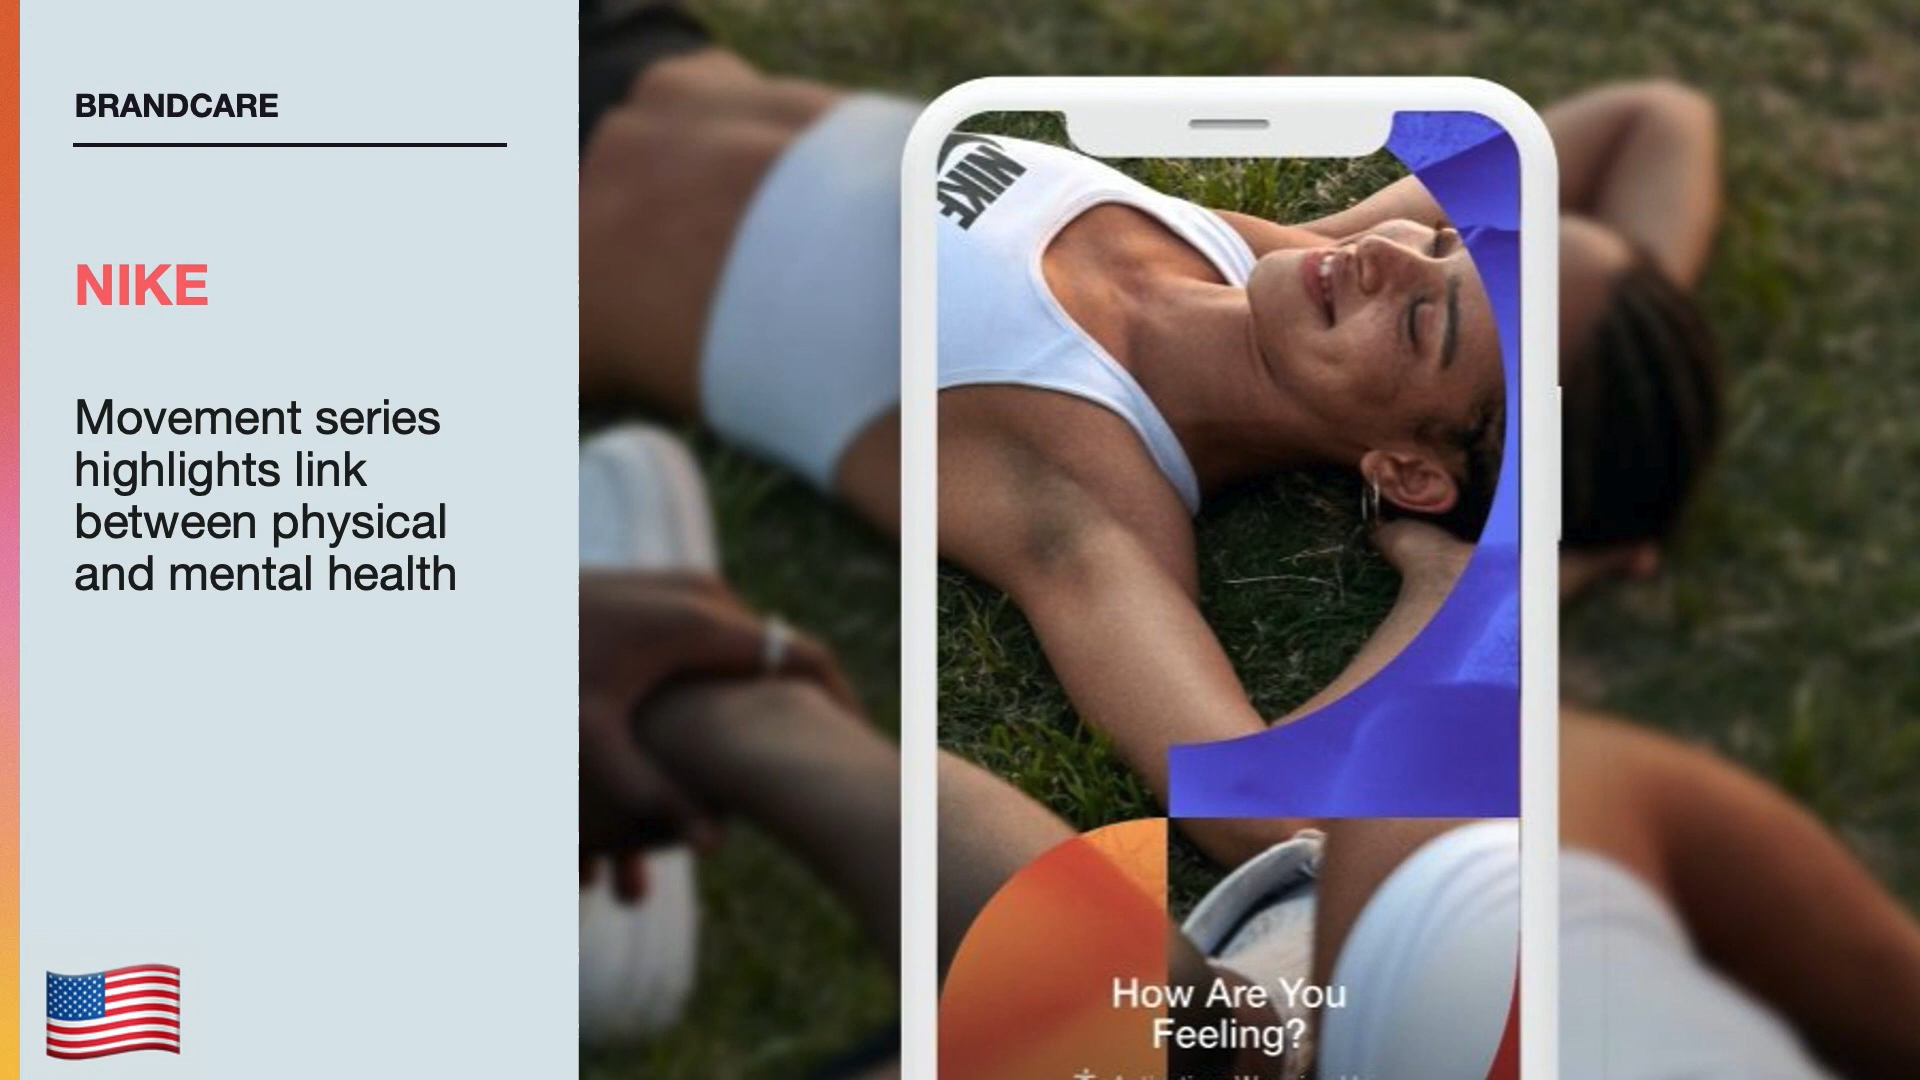 BRANDCARE
NIKE
Movement series
highlights link
between physical
and mental health
NIKE
How Are You
Feeling?